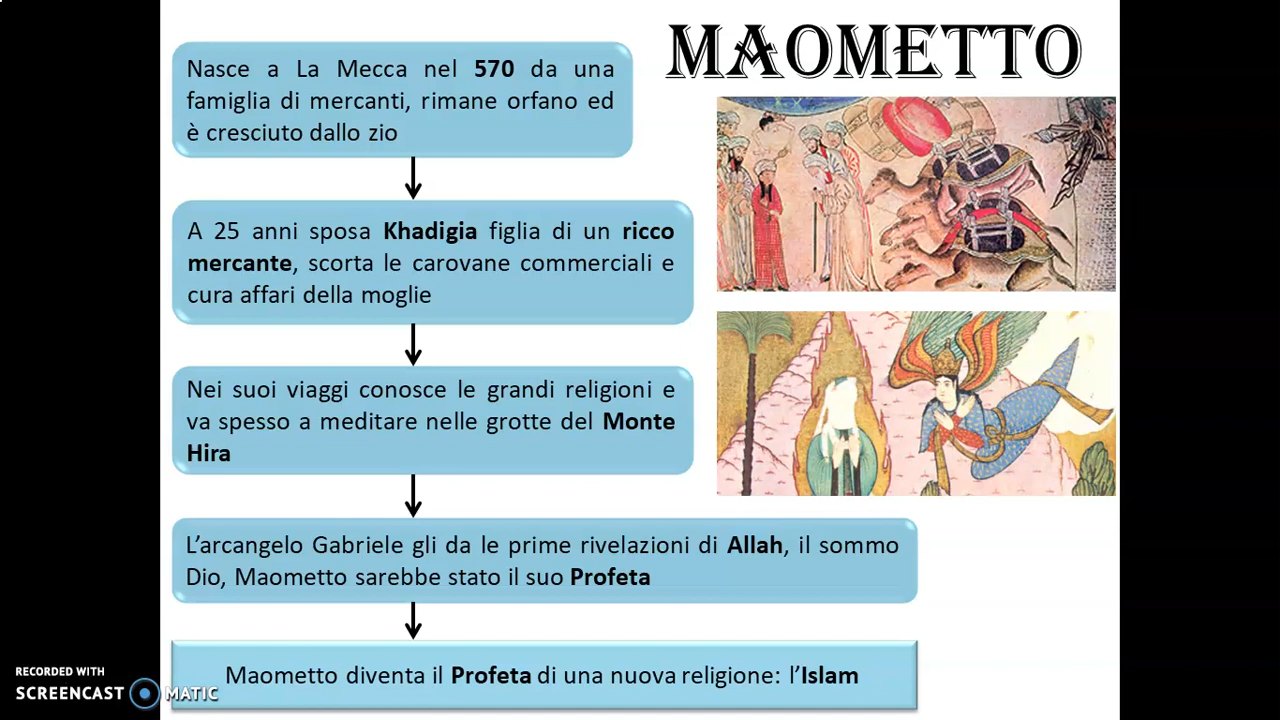 MAOMETTO
Nasce a La Mecca nel 570 da una
famiglia di mercanti, rimane orfano ed
è cresciuto dallo zio
A 25 anni sposa Khadigia figlia di un ricco
mercante, scorta le carovane commerciali e
cura affari della moglie
Nei suoi viaggi conosce le grandi religioni e
va spesso a meditare nelle grotte del Monte
Hira
L’arcangelo Gabriele gli da le prime rivelazioni di Allah, il sommo
Dio, Maometto sarebbe stato il suo Profeta
Maometto diventa il Profeta di una nuova religione: l’Islam
RECORDED WITH
SCREENCAST MATIC